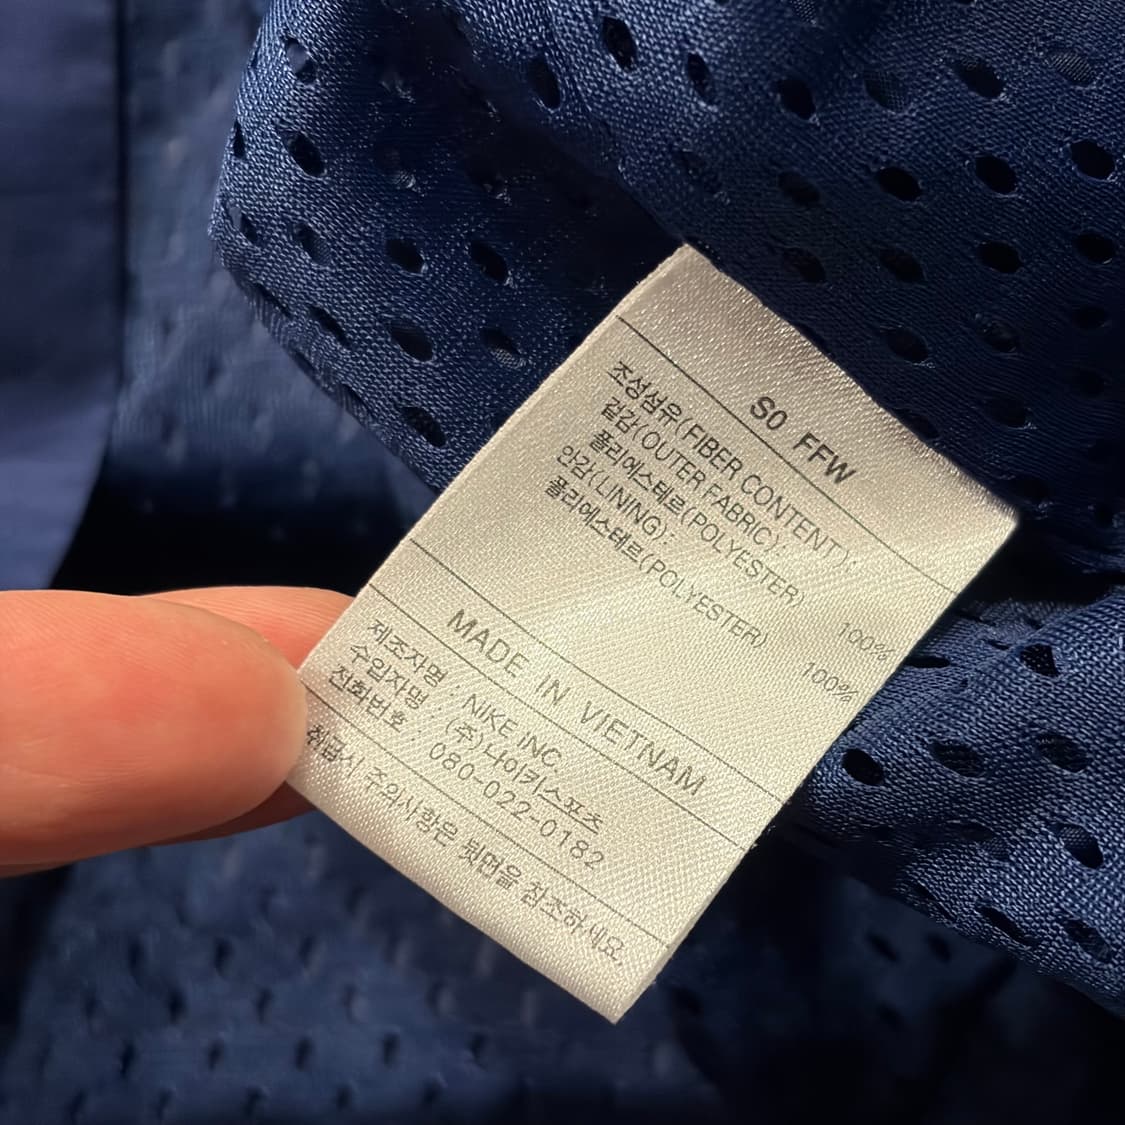 SO FFW
조성섬유(FIBER CONTENT):
겉감(OUTER FABRIC):
폴리에스테르(POLYESTER) 100%
안감(LINING):
폴리에스테르(POLYESTER) 100%
MADE IN VIETNAM
제조자명 : NIKE INC.
수입자명 (주)나이키스포츠
전화번호 : 080-022-0182
취급시 주의사항은 뒷면을 참조하세요.